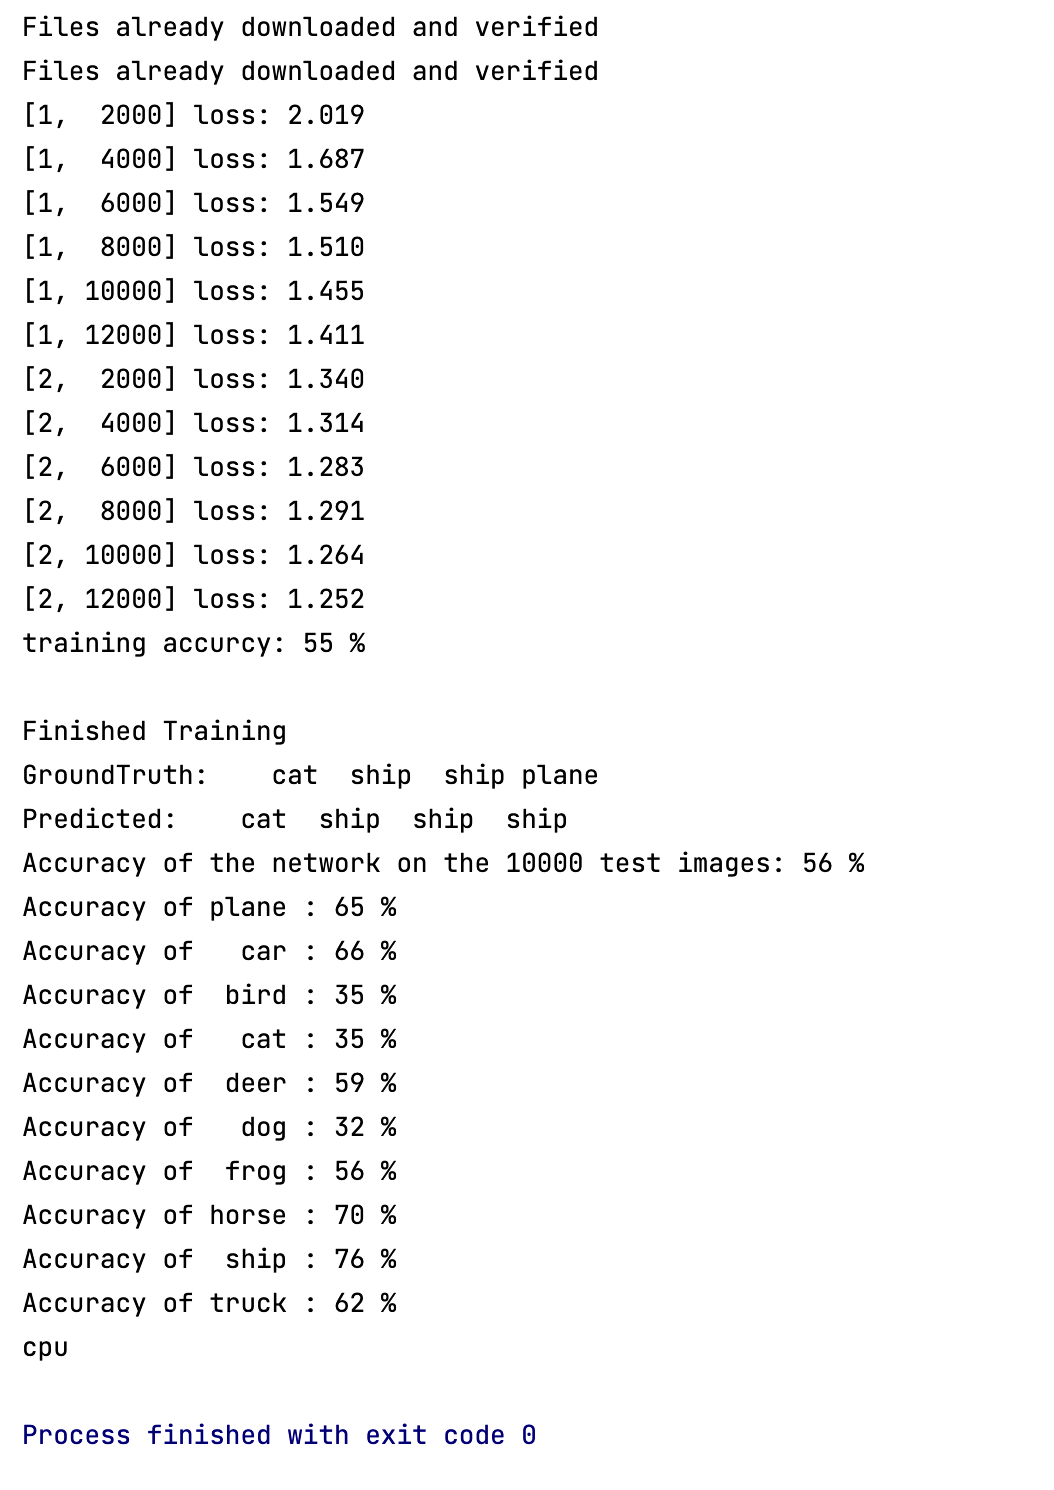 Files already downloaded and verified
Files already downloaded and verified
[1,  2000] loss: 2.019
[1,  4000] loss: 1.687
[1,  6000] loss: 1.549
[1,  8000] loss: 1.510
[1, 10000] loss: 1.455
[1, 12000] loss: 1.411
[2,  2000] loss: 1.340
[2,  4000] loss: 1.314
[2,  6000] loss: 1.283
[2,  8000] loss: 1.291
[2, 10000] loss: 1.264
[2, 12000] loss: 1.252
training accurcy: 55 %

Finished Training
GroundTruth:    cat  ship  ship plane
Predicted:    cat  ship  ship  ship
Accuracy of the network on the 10000 test images: 56 %
Accuracy of plane : 65 %
Accuracy of   car : 66 %
Accuracy of  bird : 35 %
Accuracy of   cat : 35 %
Accuracy of  deer : 59 %
Accuracy of   dog : 32 %
Accuracy of  frog : 56 %
Accuracy of horse : 70 %
Accuracy of  ship : 76 %
Accuracy of truck : 62 %
cpu

Process finished with exit code 0